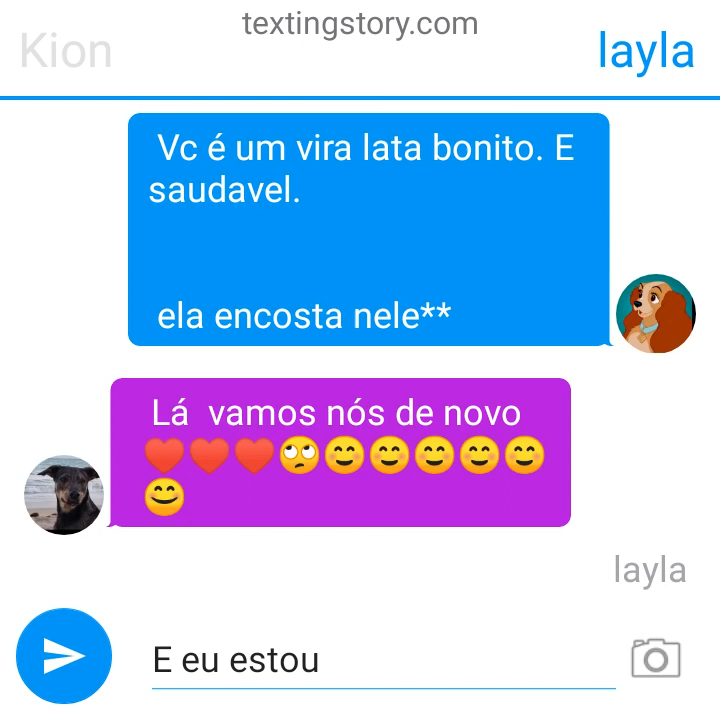 textingstory.com
Kion
layla
Vc é um vira lata bonito. E
saudavel.
ela encosta nele**
Lá  vamos nós de novo
❤️❤️❤️🙄😊😊😊😊😊
😊
layla
E eu estou